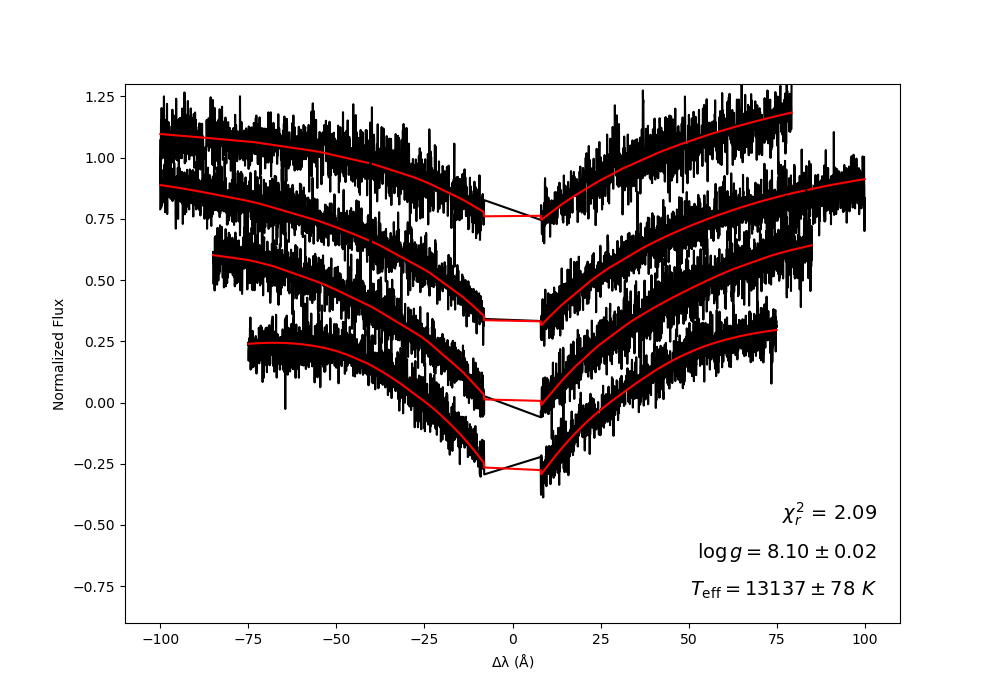 1.25
1.00
0.75
0.50
0.25
0.00
−0.25
−0.50
−0.75
Normalized Flux
χ²ᵣ = 2.09
log g = 8.10 ± 0.02
T_eff = 13137 ± 78 K
−100 −75 −50 −25 0 25 50 75 100
Δλ (Å)